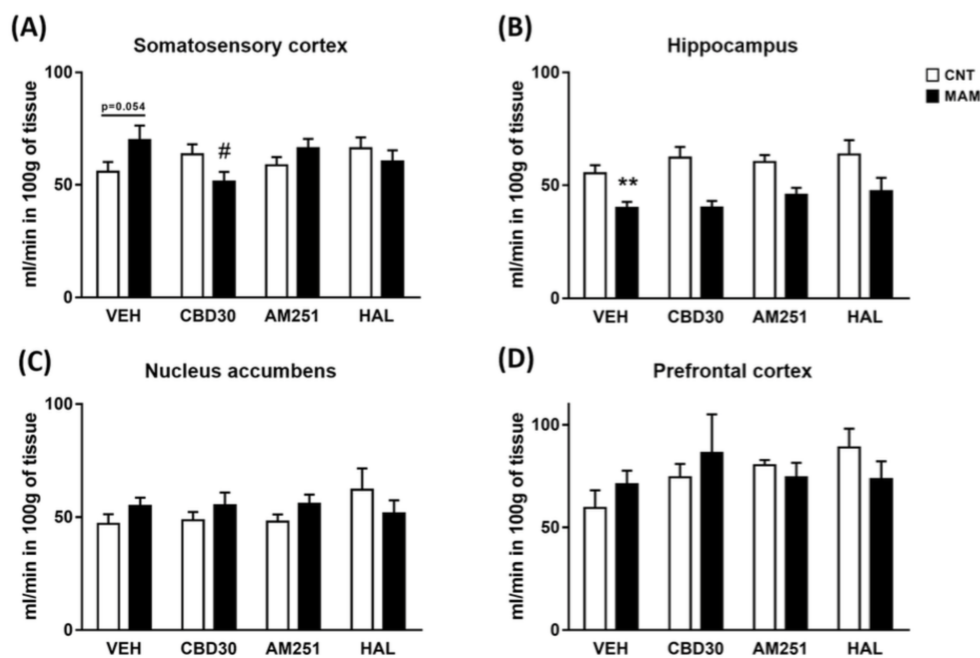 (A)
Somatosensory cortex
ml/min in 100g of tissue
100
50
0
p=0.054
#
VEH CBD30 AM251 HAL
(B)
Hippocampus
ml/min in 100g of tissue
100
50
0
**
VEH CBD30 AM251 HAL
CNT
MAM
(C)
Nucleus accumbens
ml/min in 100g of tissue
100
50
0
VEH CBD30 AM251 HAL
(D)
Prefrontal cortex
ml/min in 100g of tissue
100
50
0
VEH CBD30 AM251 HAL